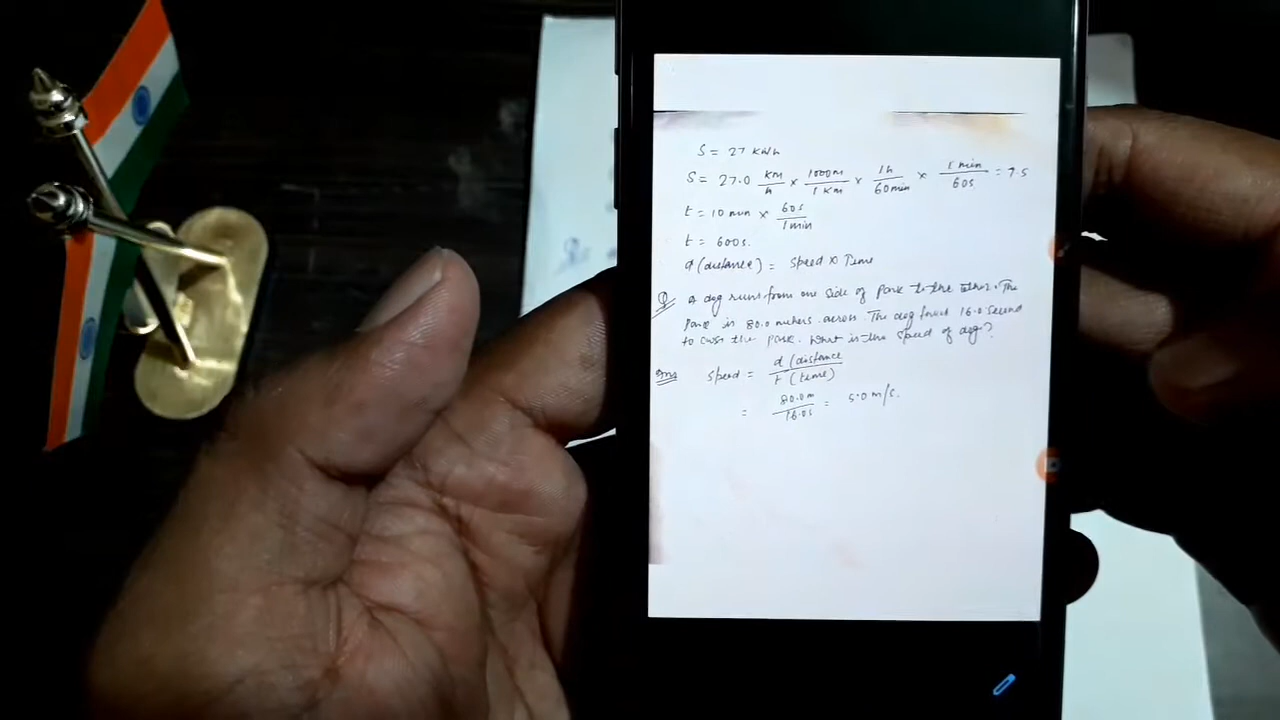 S = 27 km/h
S = 27.0 km/h × 1000m/1 km × 1h/60min × 1 min/60s = 7.5
t = 10 min × 60s/1min
t = 600s.
d (distance) = speed × Time
Q A dog runs from one side of park to the other. The
park is 80.0 meters across. The dog takes 16.0 second
to cross the park. What is the speed of dog?
Ans speed = d (distance / t (time)
= 80.0m/16.0s = 5.0 m/s.